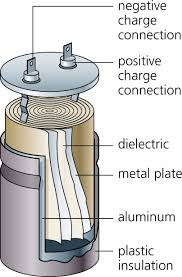 negative
charge
connection
positive
charge
connection
dielectric
metal plate
aluminum
plastic
insulation